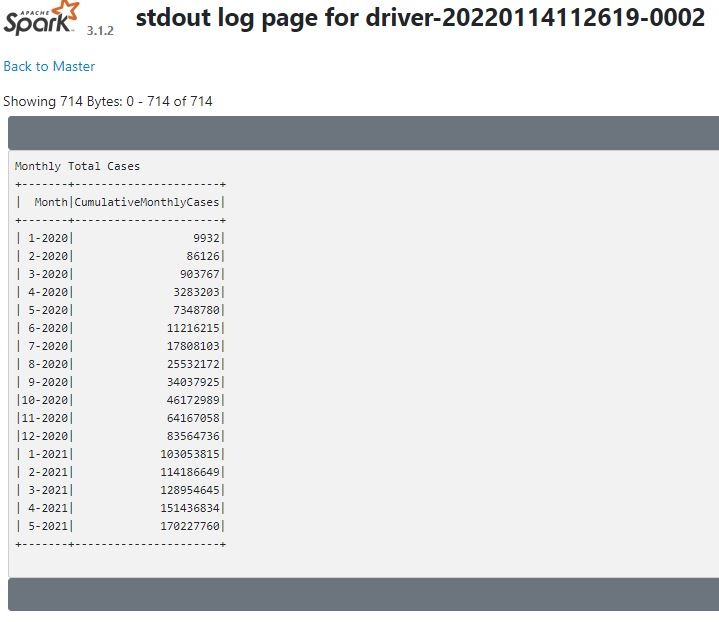 APACHE
Spark 3.1.2
stdout log page for driver-20220114112619-0002
Back to Master
Showing 714 Bytes: 0 - 714 of 714
Monthly Total Cases
+-------+----------------------+
|  Month|CumulativeMonthlyCases|
+-------+----------------------+
| 1-2020|                  9932|
| 2-2020|                 86126|
| 3-2020|                903767|
| 4-2020|               3283203|
| 5-2020|               7348780|
| 6-2020|              11216215|
| 7-2020|              17808103|
| 8-2020|              25532172|
| 9-2020|              34037925|
|10-2020|              46172989|
|11-2020|              64167058|
|12-2020|              83564736|
| 1-2021|             103053815|
| 2-2021|             114186649|
| 3-2021|             128954645|
| 4-2021|             151436834|
| 5-2021|             170227760|
+-------+----------------------+